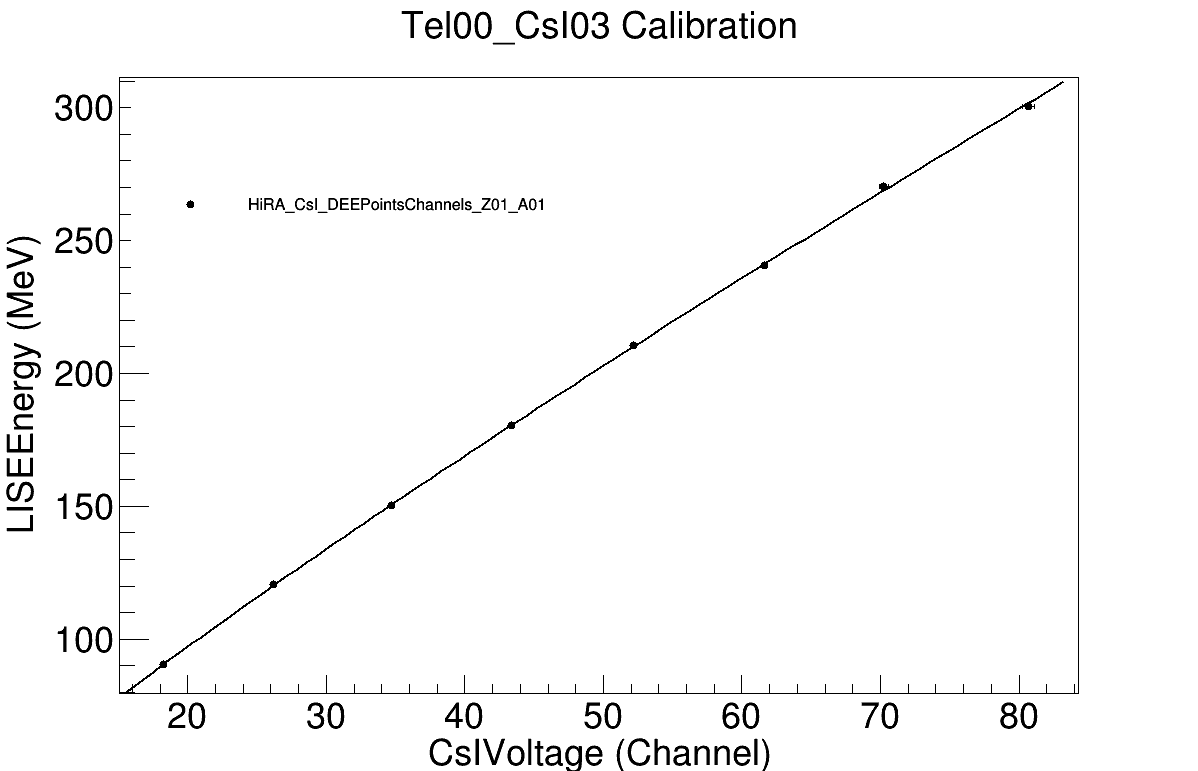 Tel00_CsI03 Calibration
300
250
200
150
100
LISEEnergy (MeV)
HiRA_CsI_DEEPointsChannels_Z01_A01
20 30 40 50 60 70 80
CsIVoltage (Channel)